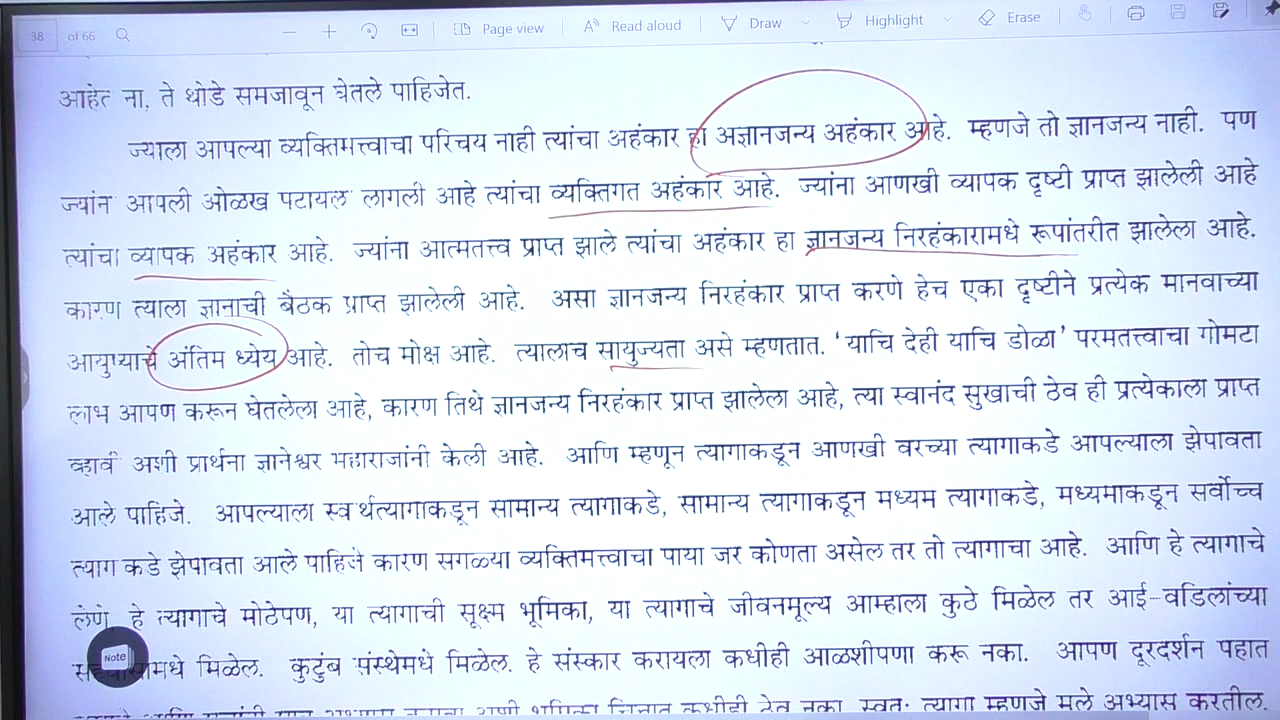 38 of 66 Page view Read aloud Draw Highlight Erase
आहेत ना, ते थोडे समजावून घेतले पाहिजेत.
ज्याला आपल्या व्यक्तिमत्त्वाचा परिचय नाही त्यांचा अहंकार हा अज्ञानजन्य अहंकार आहे. म्हणजे तो ज्ञानजन्य नाही. पण
ज्यांन आपली ओळख पटायल लागली आहे त्यांचा व्यक्तिगत अहंकार आहे. ज्यांना आणखी व्यापक दृष्टी प्राप्त झालेली आहे
त्यांचा व्यापक अहंकार आहे. ज्यांना आत्मतत्त्व प्राप्त झाले त्यांचा अहंकार हा ज्ञानजन्य निरहंकारामधे रूपांतरीत झालेला आहे.
कारण त्याला ज्ञानाची बैठक प्राप्त झालेली आहे. असा ज्ञानजन्य निरहंकार प्राप्त करणे हेच एका दृष्टीने प्रत्येक मानवाच्या
आयुष्याचे अंतिम ध्येय आहे. तोच मोक्ष आहे. त्यालाच सायुज्यता असे म्हणतात. ‘याचि देही याचि डोळा’ परमतत्त्वाचा गोमटा
लाभ आपण करून घेतलेला आहे, कारण तिथे ज्ञानजन्य निरहंकार प्राप्त झालेला आहे, त्या स्वानंद सुखाची ठेव ही प्रत्येकाला प्राप्त
व्हावी अशी प्रार्थना ज्ञानेश्वर महाराजांनी केली आहे. आणि म्हणून त्यागाकडून आणखी वरच्या त्यागाकडे आपल्याला झेपावता
आले पाहिजे. आपल्याला स्वार्थत्यागाकडून सामान्य त्यागाकडे, सामान्य त्यागाकडून मध्यम त्यागाकडे, मध्यमाकडून सर्वोच्च
त्यागाकडे झेपावता आले पाहिजे कारण सगळ्या व्यक्तिमत्त्वाचा पाया जर कोणता असेल तर तो त्यागाचा आहे. आणि हे त्यागाचे
लेणे, हे त्यागाचे मोठेपण, या त्यागाची सूक्ष्म भूमिका, या त्यागाचे जीवनमूल्य आम्हाला कुठे मिळेल तर आई-वडिलांच्या
Note मिळेल. कुटुंब संस्थेमधे मिळेल. हे संस्कार करायला कधीही आळशीपणा करू नका. आपण दूरदर्शन पहात
कधीही ठेवू नका स्वतः त्यागा म्हणजे मुले अभ्यास करतील.